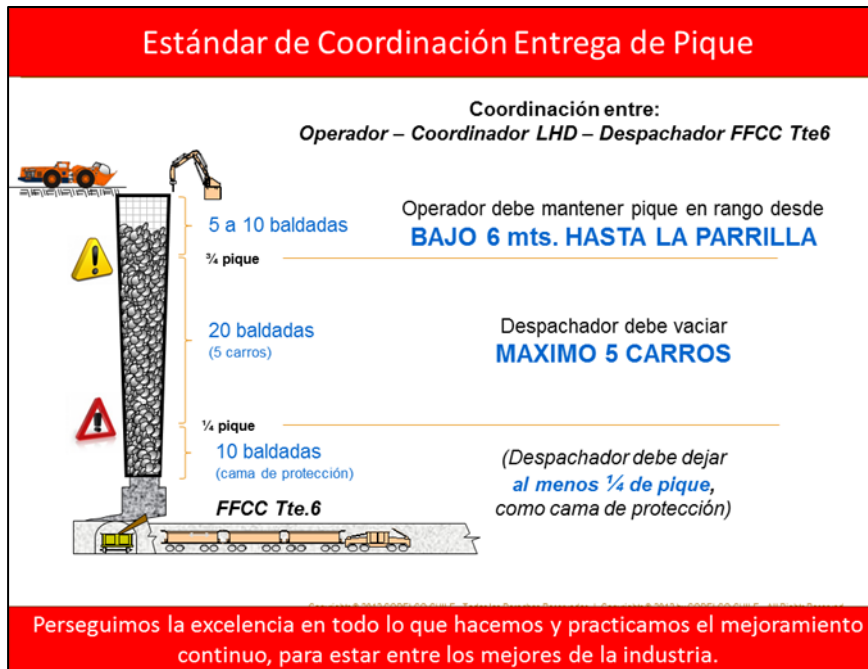 Estándar de Coordinación Entrega de Pique
Coordinación entre:
Operador – Coordinador LHD – Despachador FFCC Tte6
5 a 10 baldadas
Operador debe mantener pique en rango desde
BAJO 6 mts. HASTA LA PARRILLA
¾ pique
20 baldadas
(5 carros)
Despachador debe vaciar
MAXIMO 5 CARROS
¼ pique
10 baldadas
(cama de protección)
(Despachador debe dejar
al menos ¼ de pique,
como cama de protección)
FFCC Tte.6
Perseguimos la excelencia en todo lo que hacemos y practicamos el mejoramiento
continuo, para estar entre los mejores de la industria.